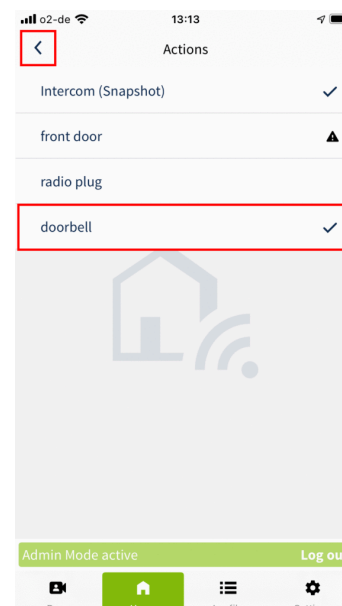 o2-de 13:13
Actions
Intercom (Snapshot)
front door
radio plug
doorbell
Admin Mode active Log ou